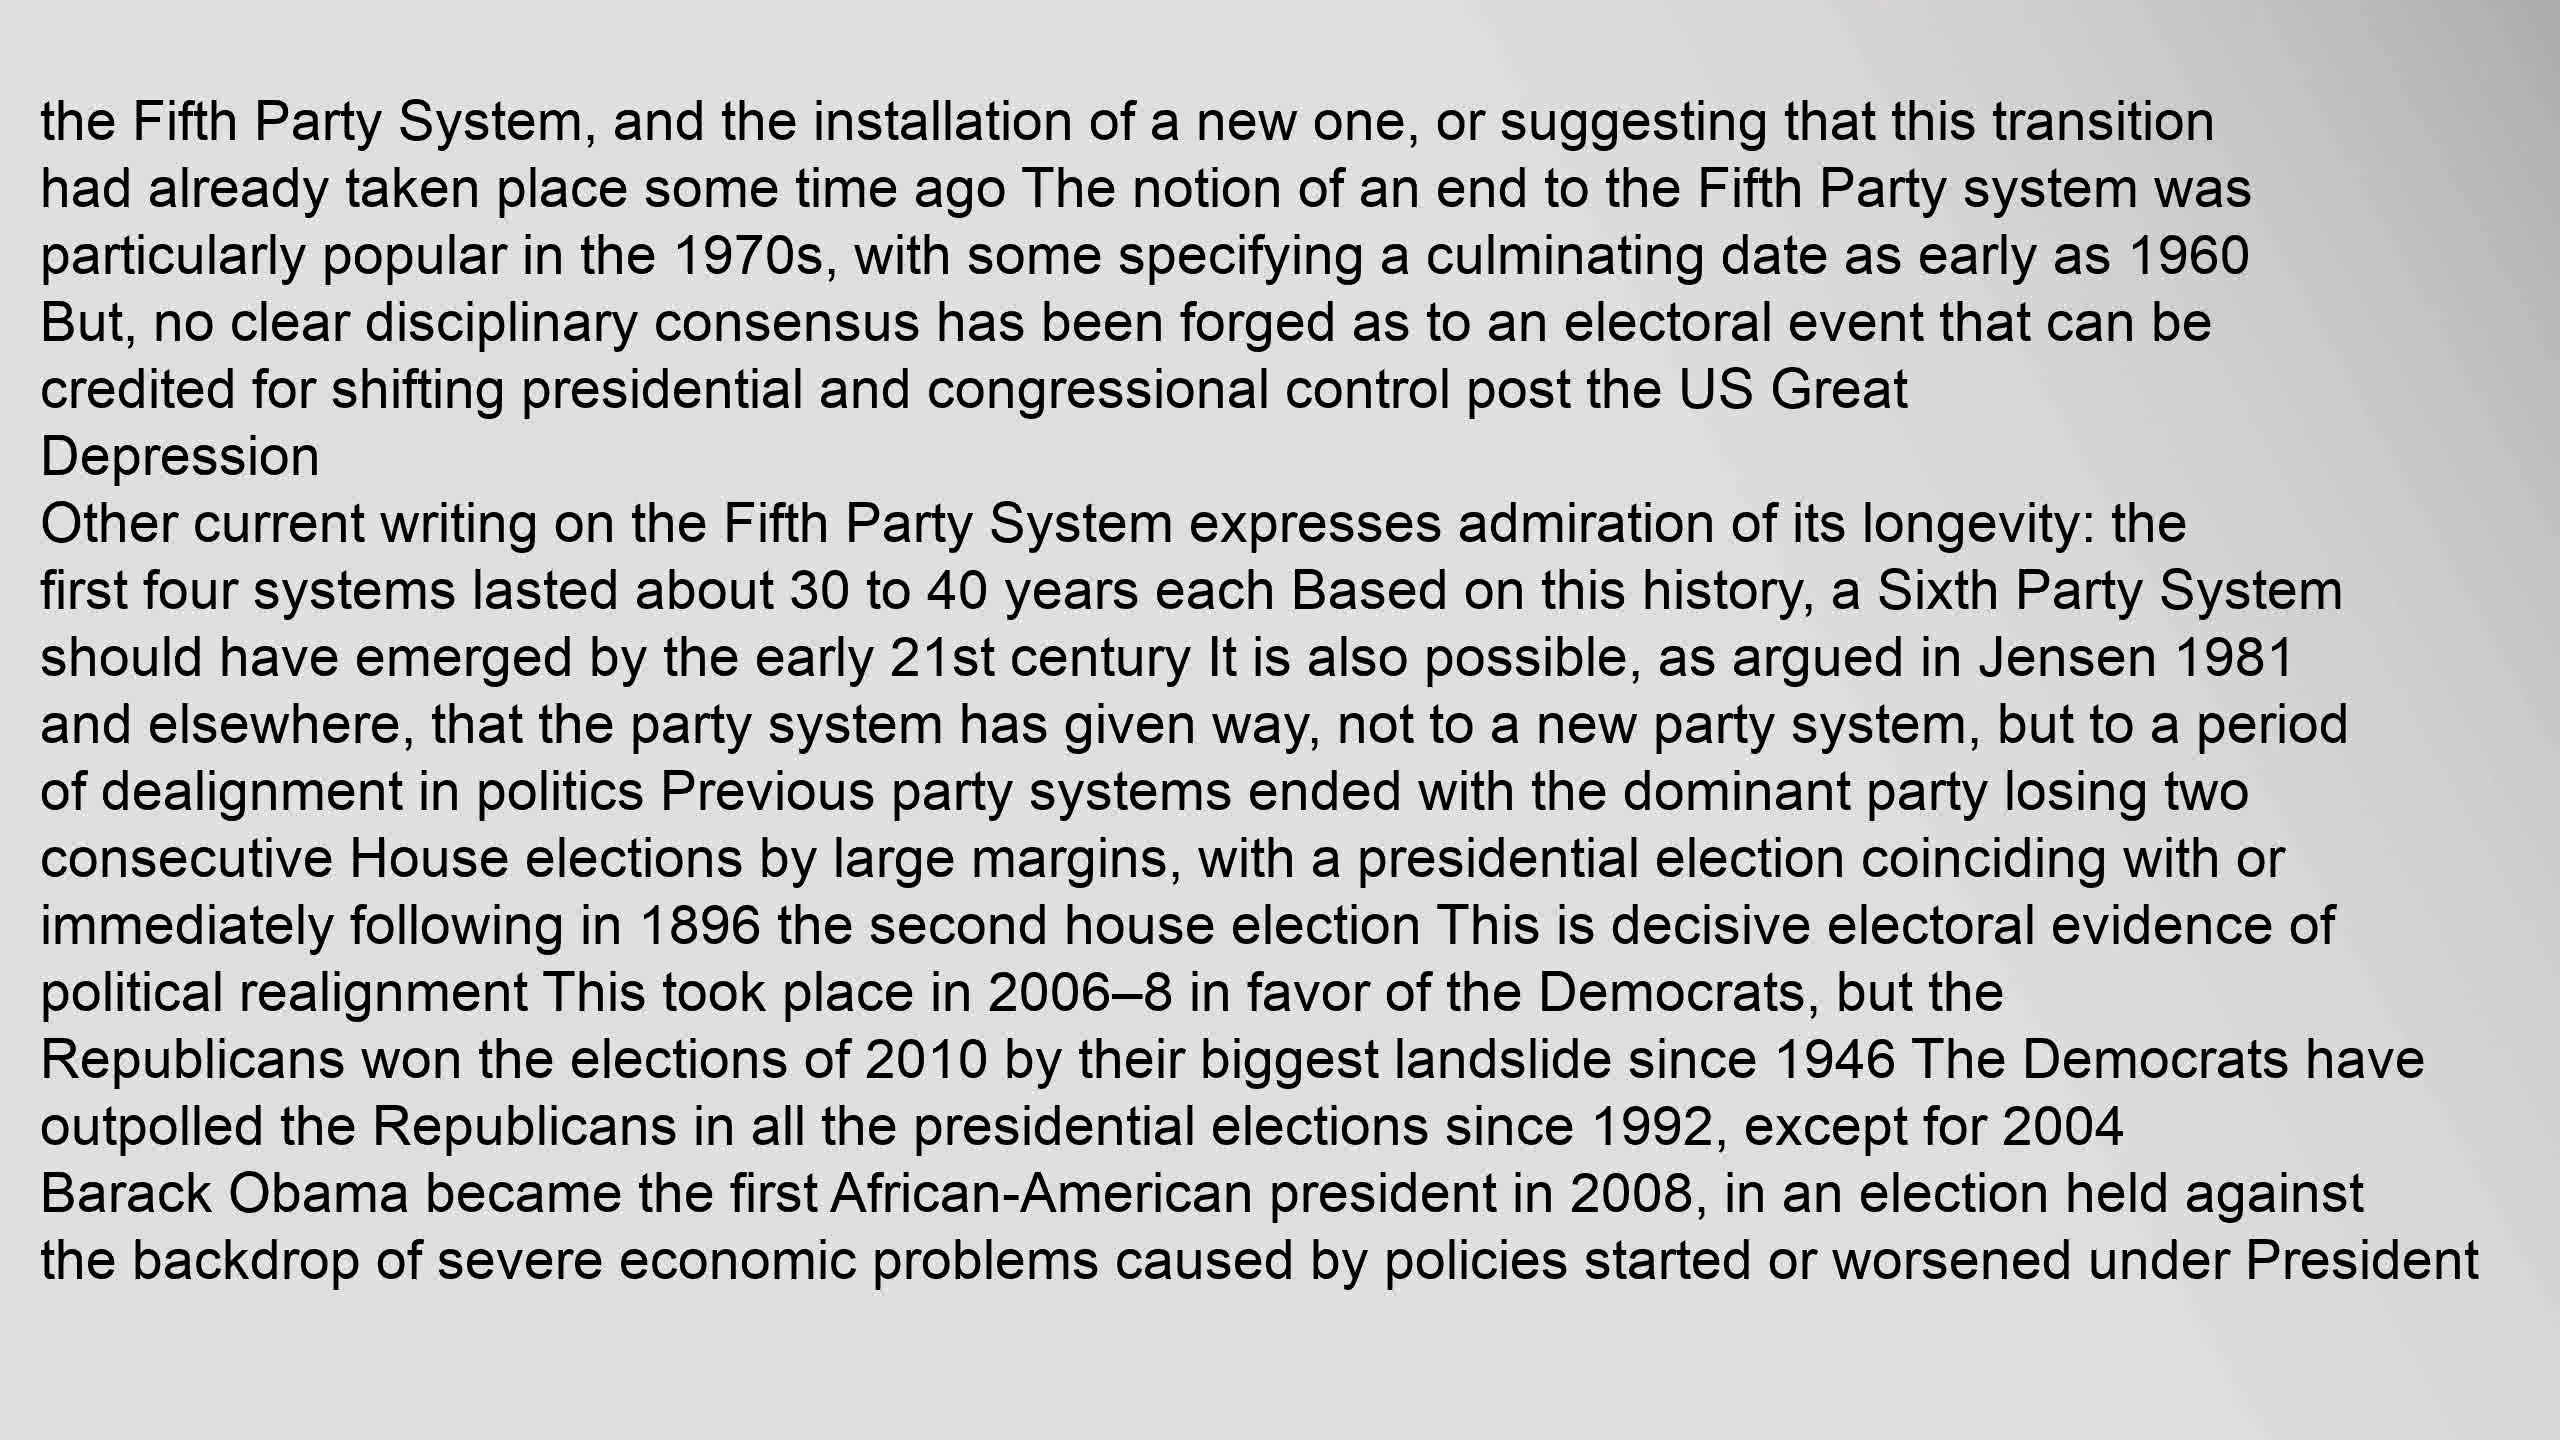 the Fifth Party System, and the installation of a new one, or suggesting that this transition
had already taken place some time ago The notion of an end to the Fifth Party system was
particularly popular in the 1970s, with some specifying a culminating date as early as 1960
But, no clear disciplinary consensus has been forged as to an electoral event that can be
credited for shifting presidential and congressional control post the US Great
Depression
Other current writing on the Fifth Party System expresses admiration of its longevity: the
first four systems lasted about 30 to 40 years each Based on this history, a Sixth Party System
should have emerged by the early 21st century It is also possible, as argued in Jensen 1981
and elsewhere, that the party system has given way, not to a new party system, but to a period
of dealignment in politics Previous party systems ended with the dominant party losing two
consecutive House elections by large margins, with a presidential election coinciding with or
immediately following in 1896 the second house election This is decisive electoral evidence of
political realignment This took place in 2006–8 in favor of the Democrats, but the
Republicans won the elections of 2010 by their biggest landslide since 1946 The Democrats have
outpolled the Republicans in all the presidential elections since 1992, except for 2004
Barack Obama became the first African-American president in 2008, in an election held against
the backdrop of severe economic problems caused by policies started or worsened under President